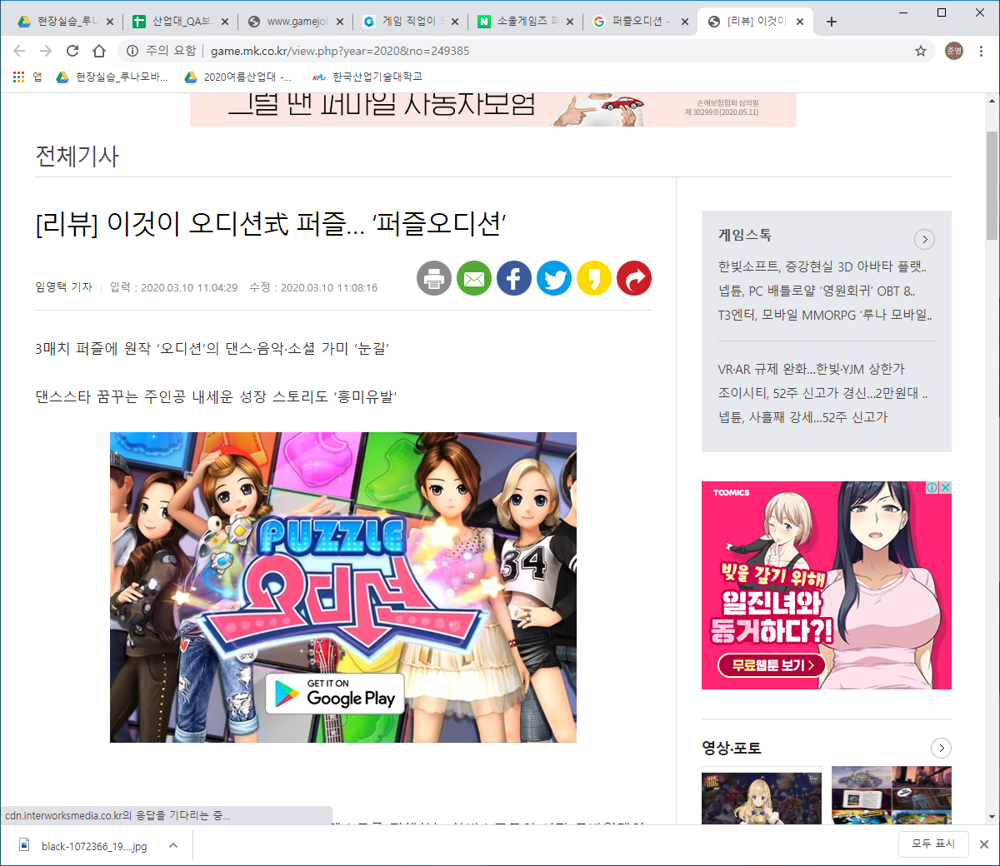 현장실습_루나
산업대_QA보
www.gamejob
게임 직업이
소울게임즈
퍼즐오디션 -
[리뷰] 이것이
주의 요함
game.mk.co.kr/view.php?year=2020&no=249385
준영
앱
현장실습_루나모바...
2020여름산업대 -...
KPU
한국산업기술대학교
그럴 땐 퍼마일 자동차보험
손해보험협회 심의필
제 30299호(2020.05.11)
전체기사
[리뷰] 이것이 오디션式 퍼즐... ‘퍼즐오디션’
임영택 기자
입력 : 2020.03.10 11:04:29
수정 : 2020.03.10 11:08:16
3매치 퍼즐에 원작 ‘오디션’의 댄스·음악·소셜 가미 ‘눈길’
댄스스타 꿈꾸는 주인공 내세운 성장 스토리도 ‘흥미유발’
PUZZLE
오디션
34
GET IT ON
Google Play
게임스톡
한빛소프트, 증강현실 3D 아바타 플랫..
넵튠, PC 배틀로얄 ‘영원회귀’ OBT 8..
T3엔터, 모바일 MMORPG ‘루나 모바일..
VR·AR 규제 완화...한빛·YJM 상한가
조이시티, 52주 신고가 경신...2만원대 ..
넵튠, 사흘째 강세...52주 신고가
TOOMICS
빚을 갚기 위해
일진녀와
동거하다?!
무료웹툰 보기 >
영상·포토
cdn.interworksmedia.co.kr의 응답을 기다리는 중...
black-1072366_19....jpg
모두 표시